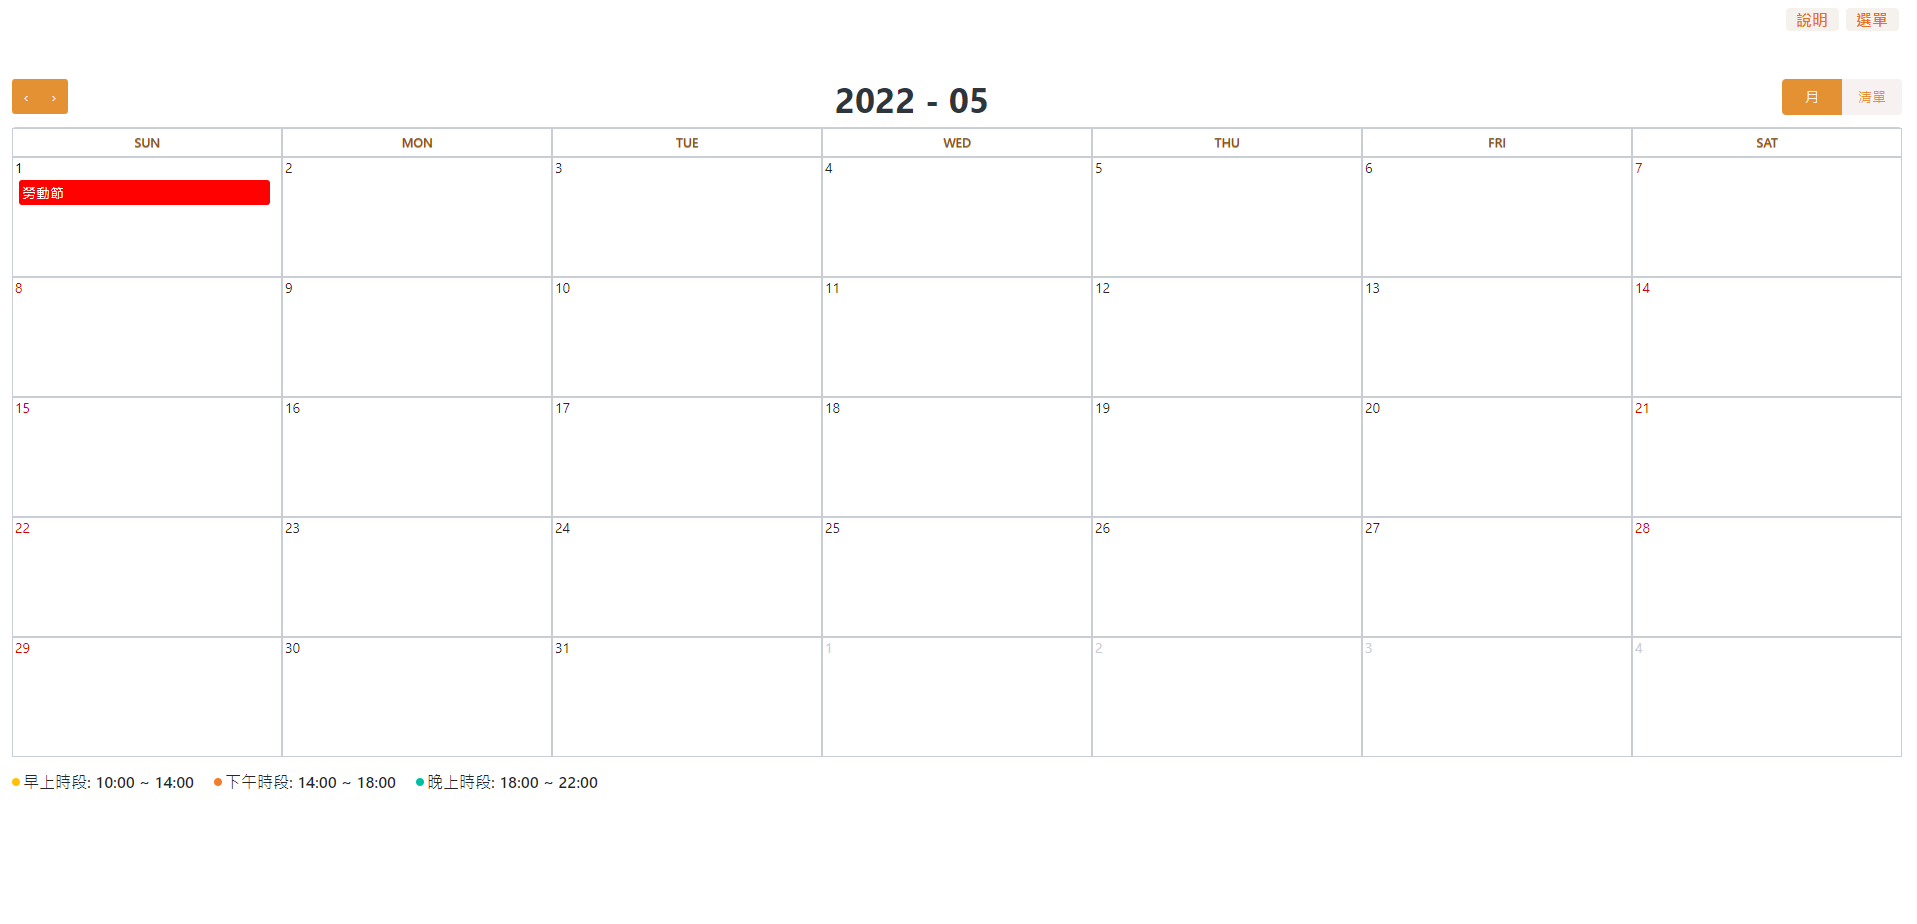 說明 選單
‹ › 2022 - 05 月 清單
SUN MON TUE WED THU FRI SAT
1 2 3 4 5 6 7
勞動節
8 9 10 11 12 13 14
15 16 17 18 19 20 21
22 23 24 25 26 27 28
29 30 31 1 2 3 4
早上時段: 10:00 ~ 14:00 下午時段: 14:00 ~ 18:00 晚上時段: 18:00 ~ 22:00